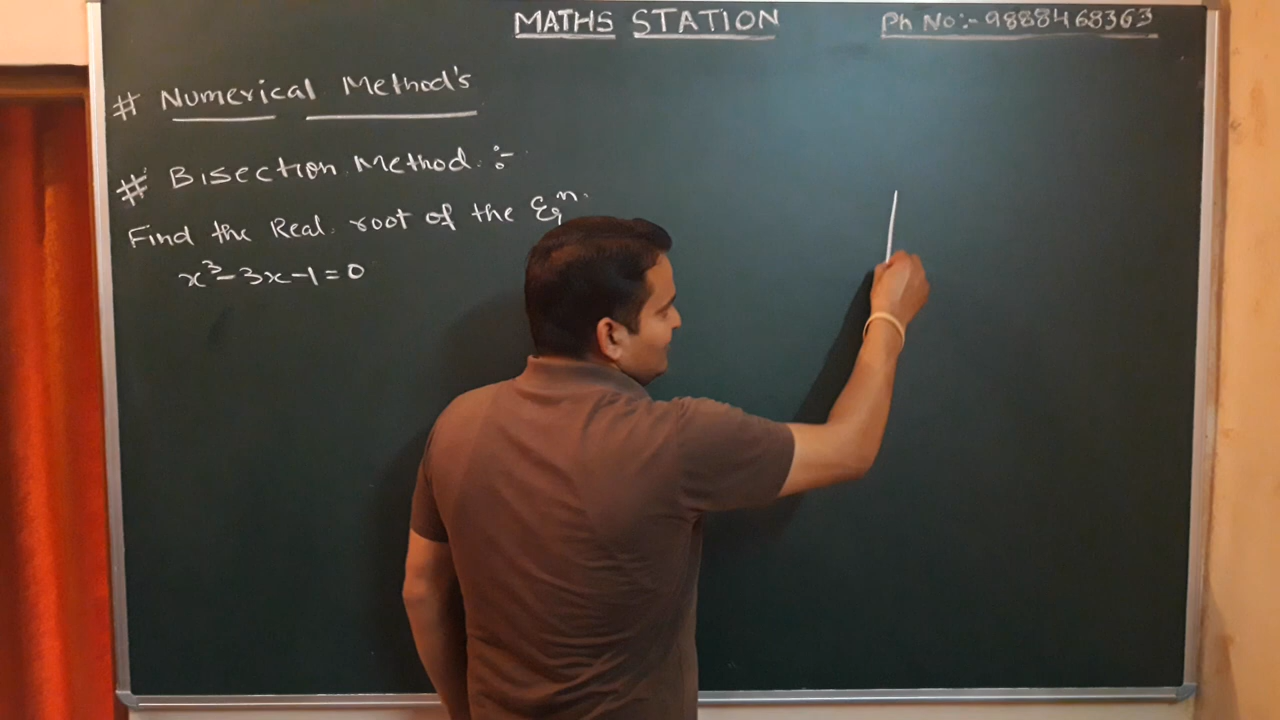 MATHS STATION
Ph No:- 9888468363
# Numerical Method's
# Bisection Method :-
Find the Real root of the Eqⁿ.
x³-3x-1=0